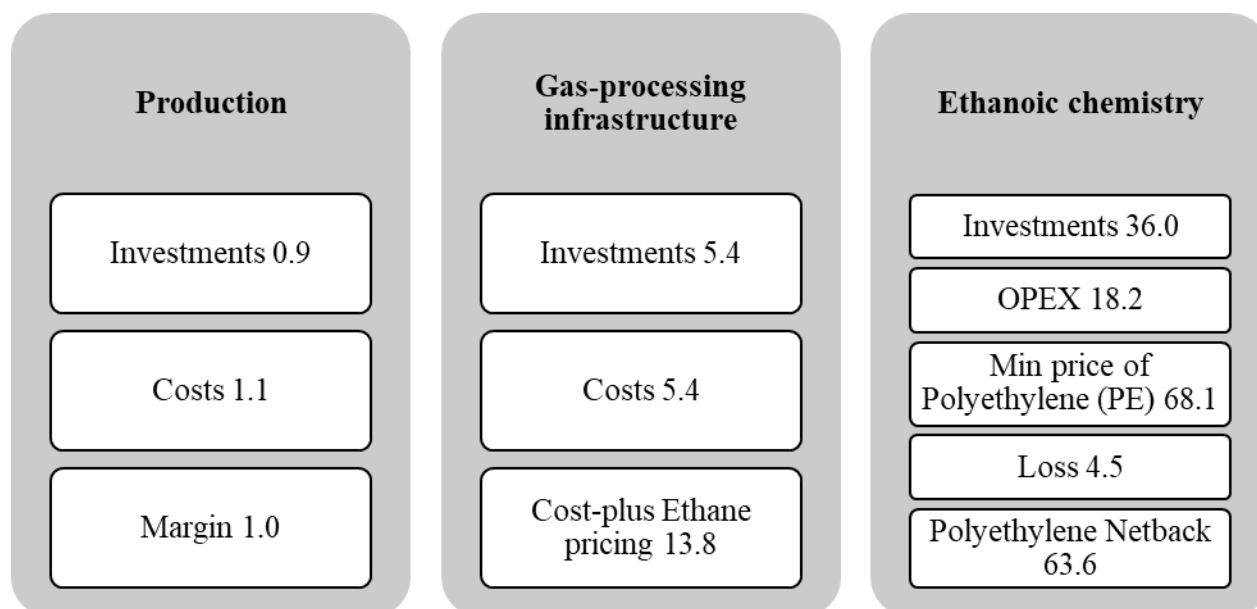 Production
Investments 0.9
Costs 1.1
Margin 1.0
Gas-processing
infrastructure
Investments 5.4
Costs 5.4
Cost-plus Ethane
pricing 13.8
Ethanoic chemistry
Investments 36.0
OPEX 18.2
Min price of
Polyethylene (PE) 68.1
Loss 4.5
Polyethylene Netback
63.6